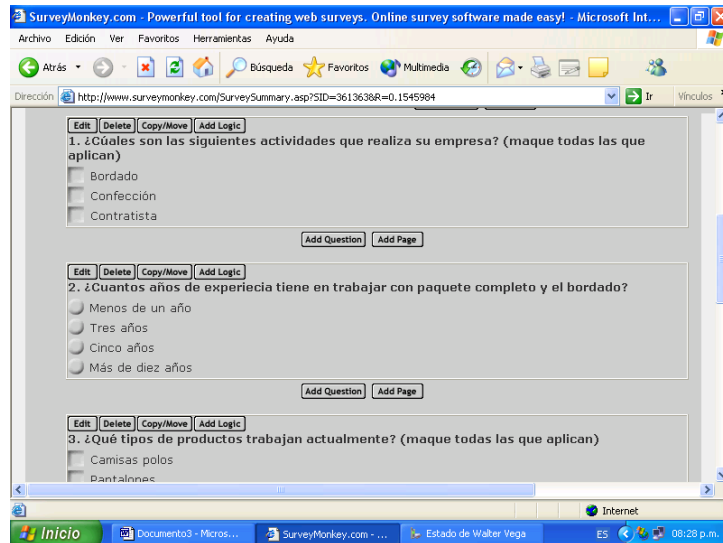 SurveyMonkey.com - Powerful tool for creating web surveys. Online survey software made easy! - Microsoft Int...
Archivo Edición Ver Favoritos Herramientas Ayuda
Atrás Búsqueda Favoritos Multimedia
Dirección http://www.surveymonkey.com/SurveySummary.asp?SID=3613638&R=0.1545984 Ir Vínculos
Edit Delete Copy/Move Add Logic
1. ¿Cúales son las siguientes actividades que realiza su empresa? (maque todas las que
aplican)
Bordado
Confección
Contratista
Add Question Add Page
Edit Delete Copy/Move Add Logic
2. ¿Cuantos años de experiecia tiene en trabajar con paquete completo y el bordado?
Menos de un año
Tres años
Cinco años
Más de diez años
Add Question Add Page
Edit Delete Copy/Move Add Logic
3. ¿Qué tipos de productos trabajan actualmente? (maque todas las que aplican)
Camisas polos
Pantalones
Internet
Inicio Documento3 - Micros... SurveyMonkey.com - ... Estado de Walter Vega ES 08:28 p.m.